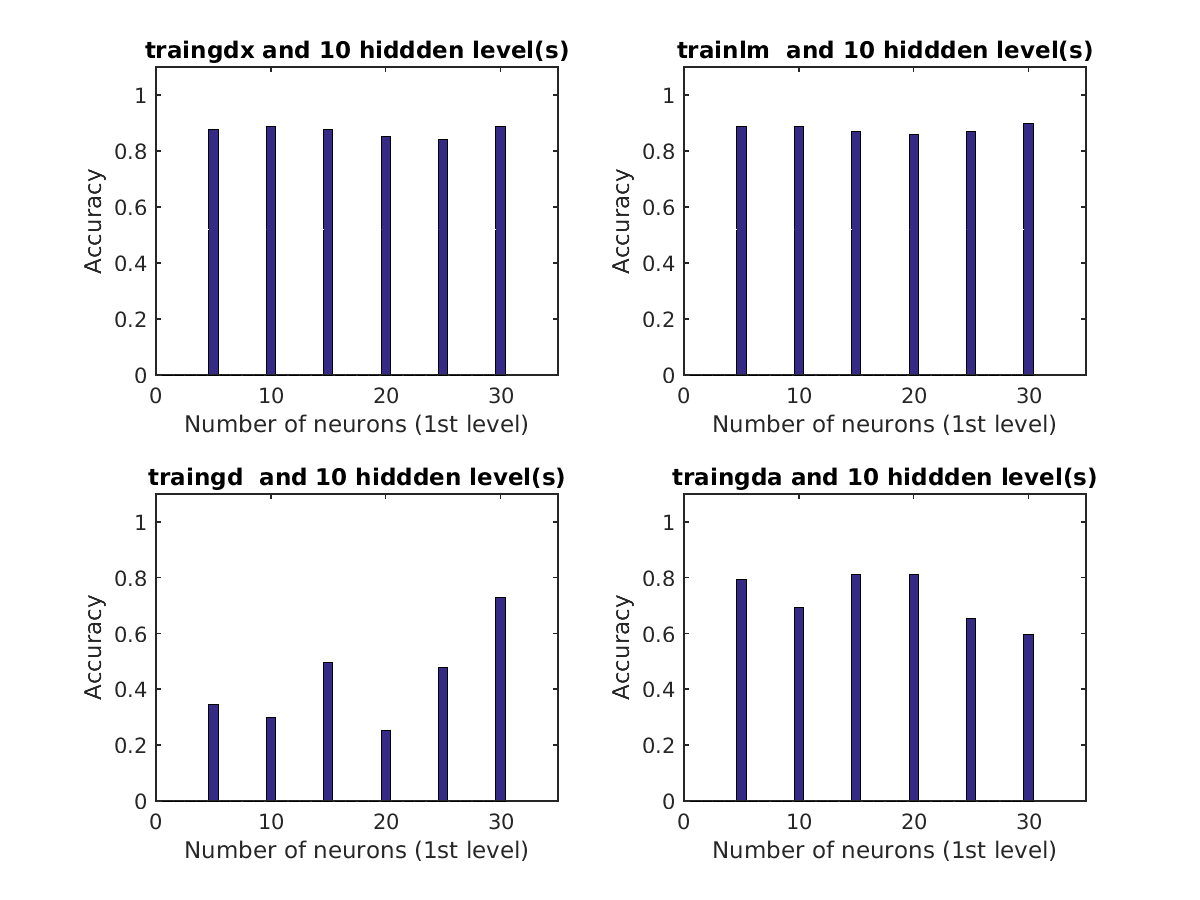 traingdx and 10 hiddden level(s)
1
0.8
0.6
0.4
0.2
0
Accuracy
0 10 20 30
Number of neurons (1st level)
trainlm  and 10 hiddden level(s)
1
0.8
0.6
0.4
0.2
0
Accuracy
0 10 20 30
Number of neurons (1st level)
traingd  and 10 hiddden level(s)
1
0.8
0.6
0.4
0.2
0
Accuracy
0 10 20 30
Number of neurons (1st level)
traingda and 10 hiddden level(s)
1
0.8
0.6
0.4
0.2
0
Accuracy
0 10 20 30
Number of neurons (1st level)